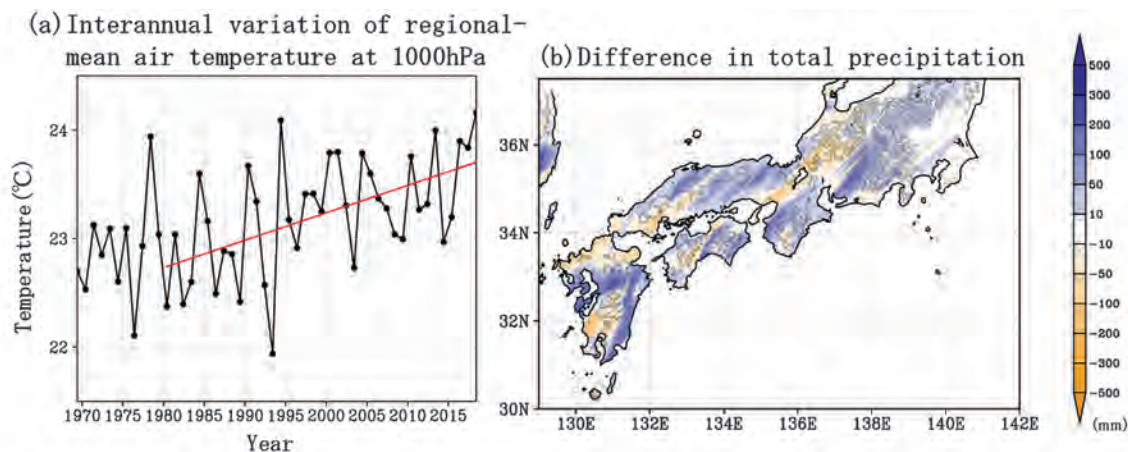 (a) Interannual variation of regional-
mean air temperature at 1000hPa
Temperature(℃)
24
23
22
1970 1975 1980 1985 1990 1995 2000 2005 2010 2015
Year
(b)Difference in total precipitation
36N
34N
32N
30N
130E 132E 134E 136E 138E 140E 142E
500
300
200
100
50
10
-10
-50
-100
-200
-300
-500
(mm)